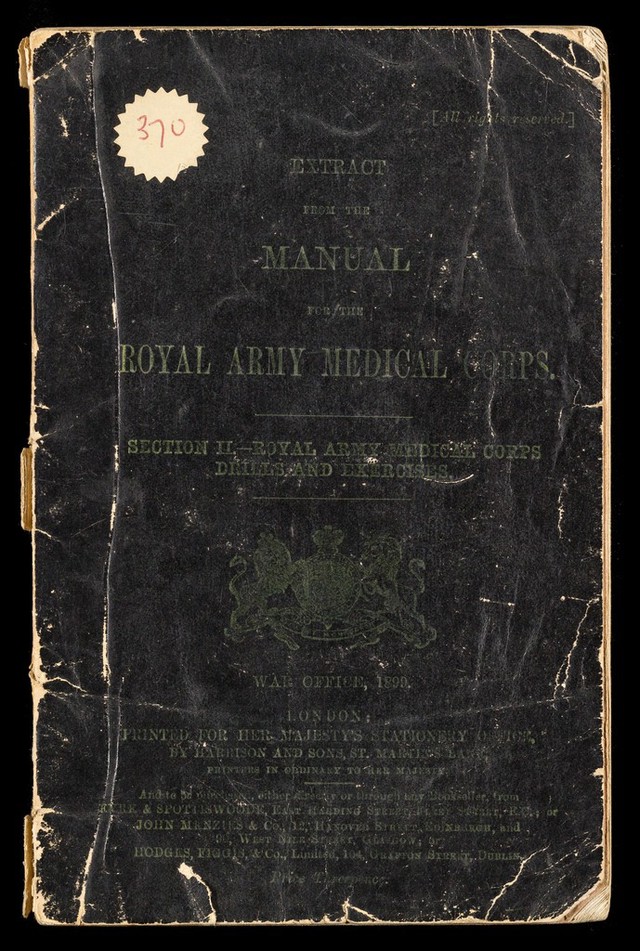 370
[All rights reserved.]
EXTRACT
FROM THE
MANUAL
FOR THE
ROYAL ARMY MEDICAL CORPS.
SECTION II.—ROYAL ARMY MEDICAL CORPS
DRILLS AND EXERCISES.
WAR OFFICE, 1899.
LONDON:
PRINTED FOR HER MAJESTY'S STATIONERY OFFICE,
BY HARRISON AND SONS, ST. MARTIN'S LANE,
PRINTERS IN ORDINARY TO HER MAJESTY.
And to be purchased, either directly or through any Bookseller, from
EYRE & SPOTTISWOODE, East Harding Street, Fleet Street, E.C.; or
JOHN MENZIES & Co., 12, Hanover Street, Edinburgh, and
90, West Nile Street, Glasgow; or
HODGES, FIGGIS, & Co., Limited, 104, Grafton Street, Dublin.
Price